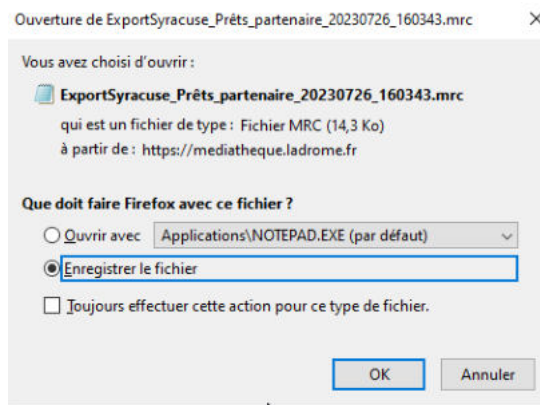 Ouverture de ExportSyracuse_Prêts_partenaire_20230726_160343.mrc
Vous avez choisi d'ouvrir :
ExportSyracuse_Prêts_partenaire_20230726_160343.mrc
qui est un fichier de type : Fichier MRC (14,3 Ko)
à partir de : https://mediatheque.ladrome.fr
Que doit faire Firefox avec ce fichier ?
Ouvrir avec Applications\NOTEPAD.EXE (par défaut)
Enregistrer le fichier
Toujours effectuer cette action pour ce type de fichier.
OK Annuler